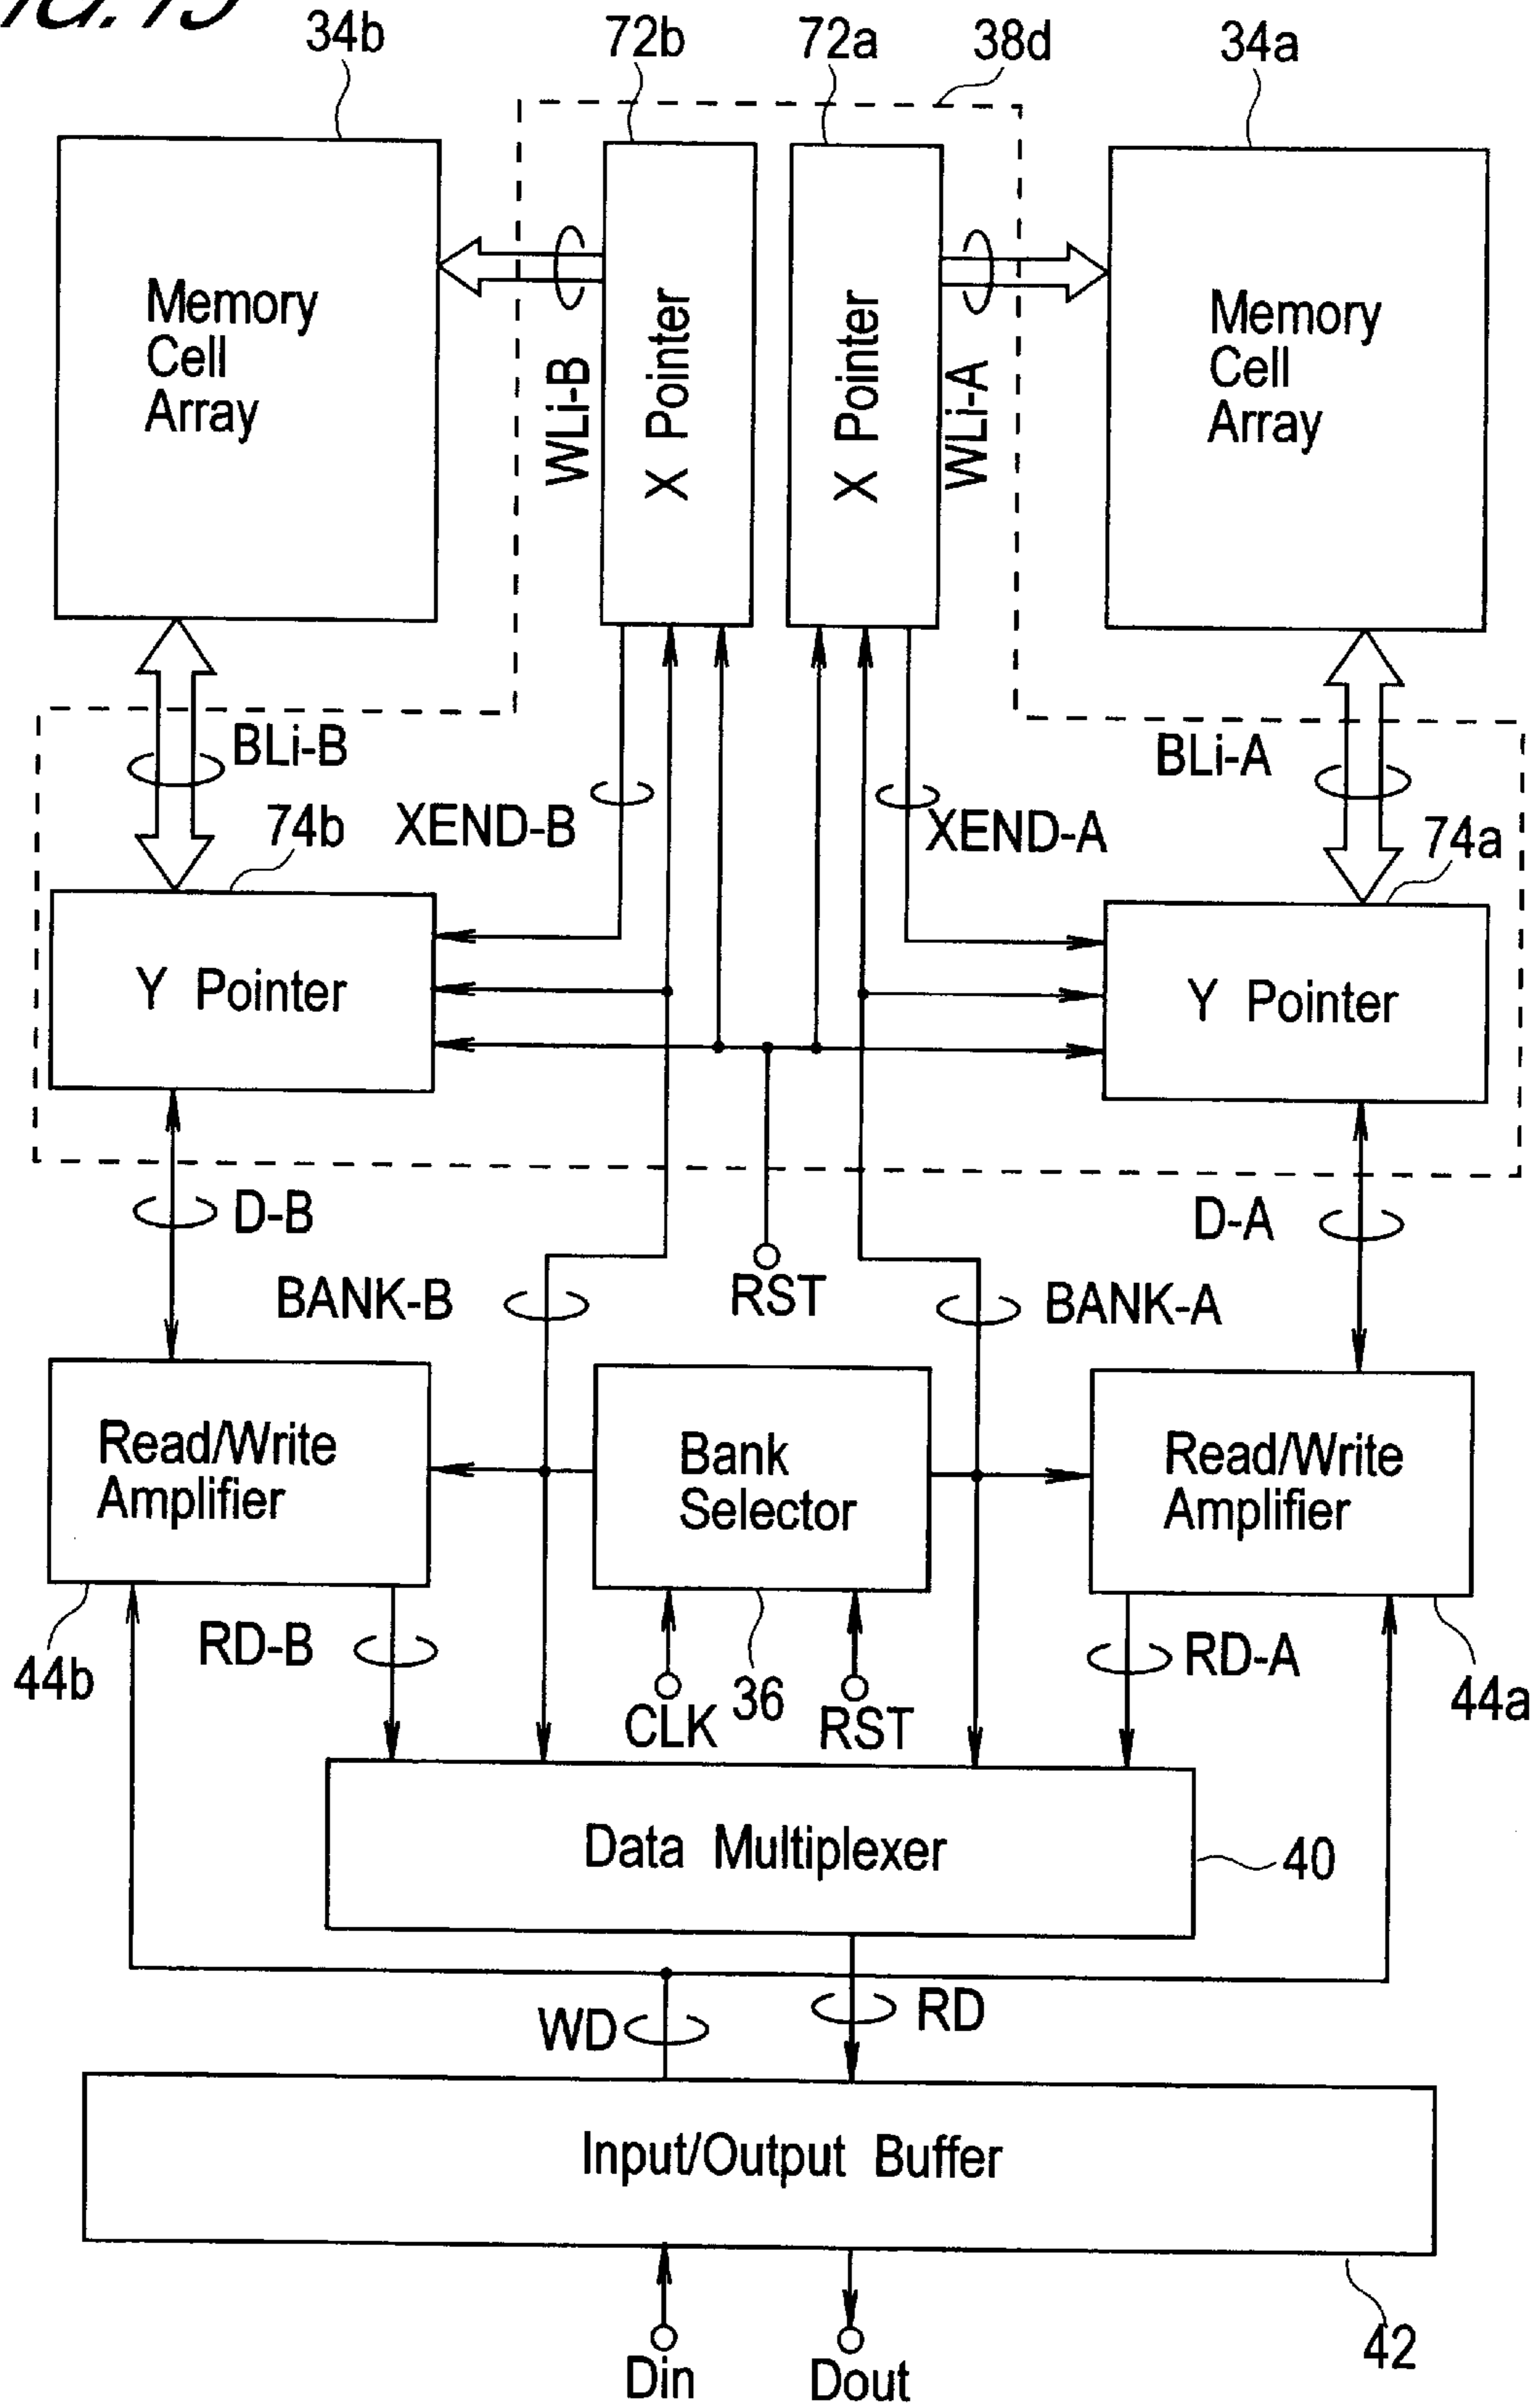 34b
72b
72a
38d
34a
Memory
Cell
Array
WLi-B
X Pointer
X Pointer
WLi-A
Memory
Cell
Array
BLi-B
BLi-A
XEND-B
XEND-A
74b
74a
Y Pointer
Y Pointer
D-B
D-A
BANK-B
RST
BANK-A
Read/Write
Amplifier
Bank
Selector
Read/Write
Amplifier
44b
RD-B
CLK
36
RST
RD-A
44a
Data Multiplexer
40
WD
RD
Input/Output Buffer
42
Din
Dout